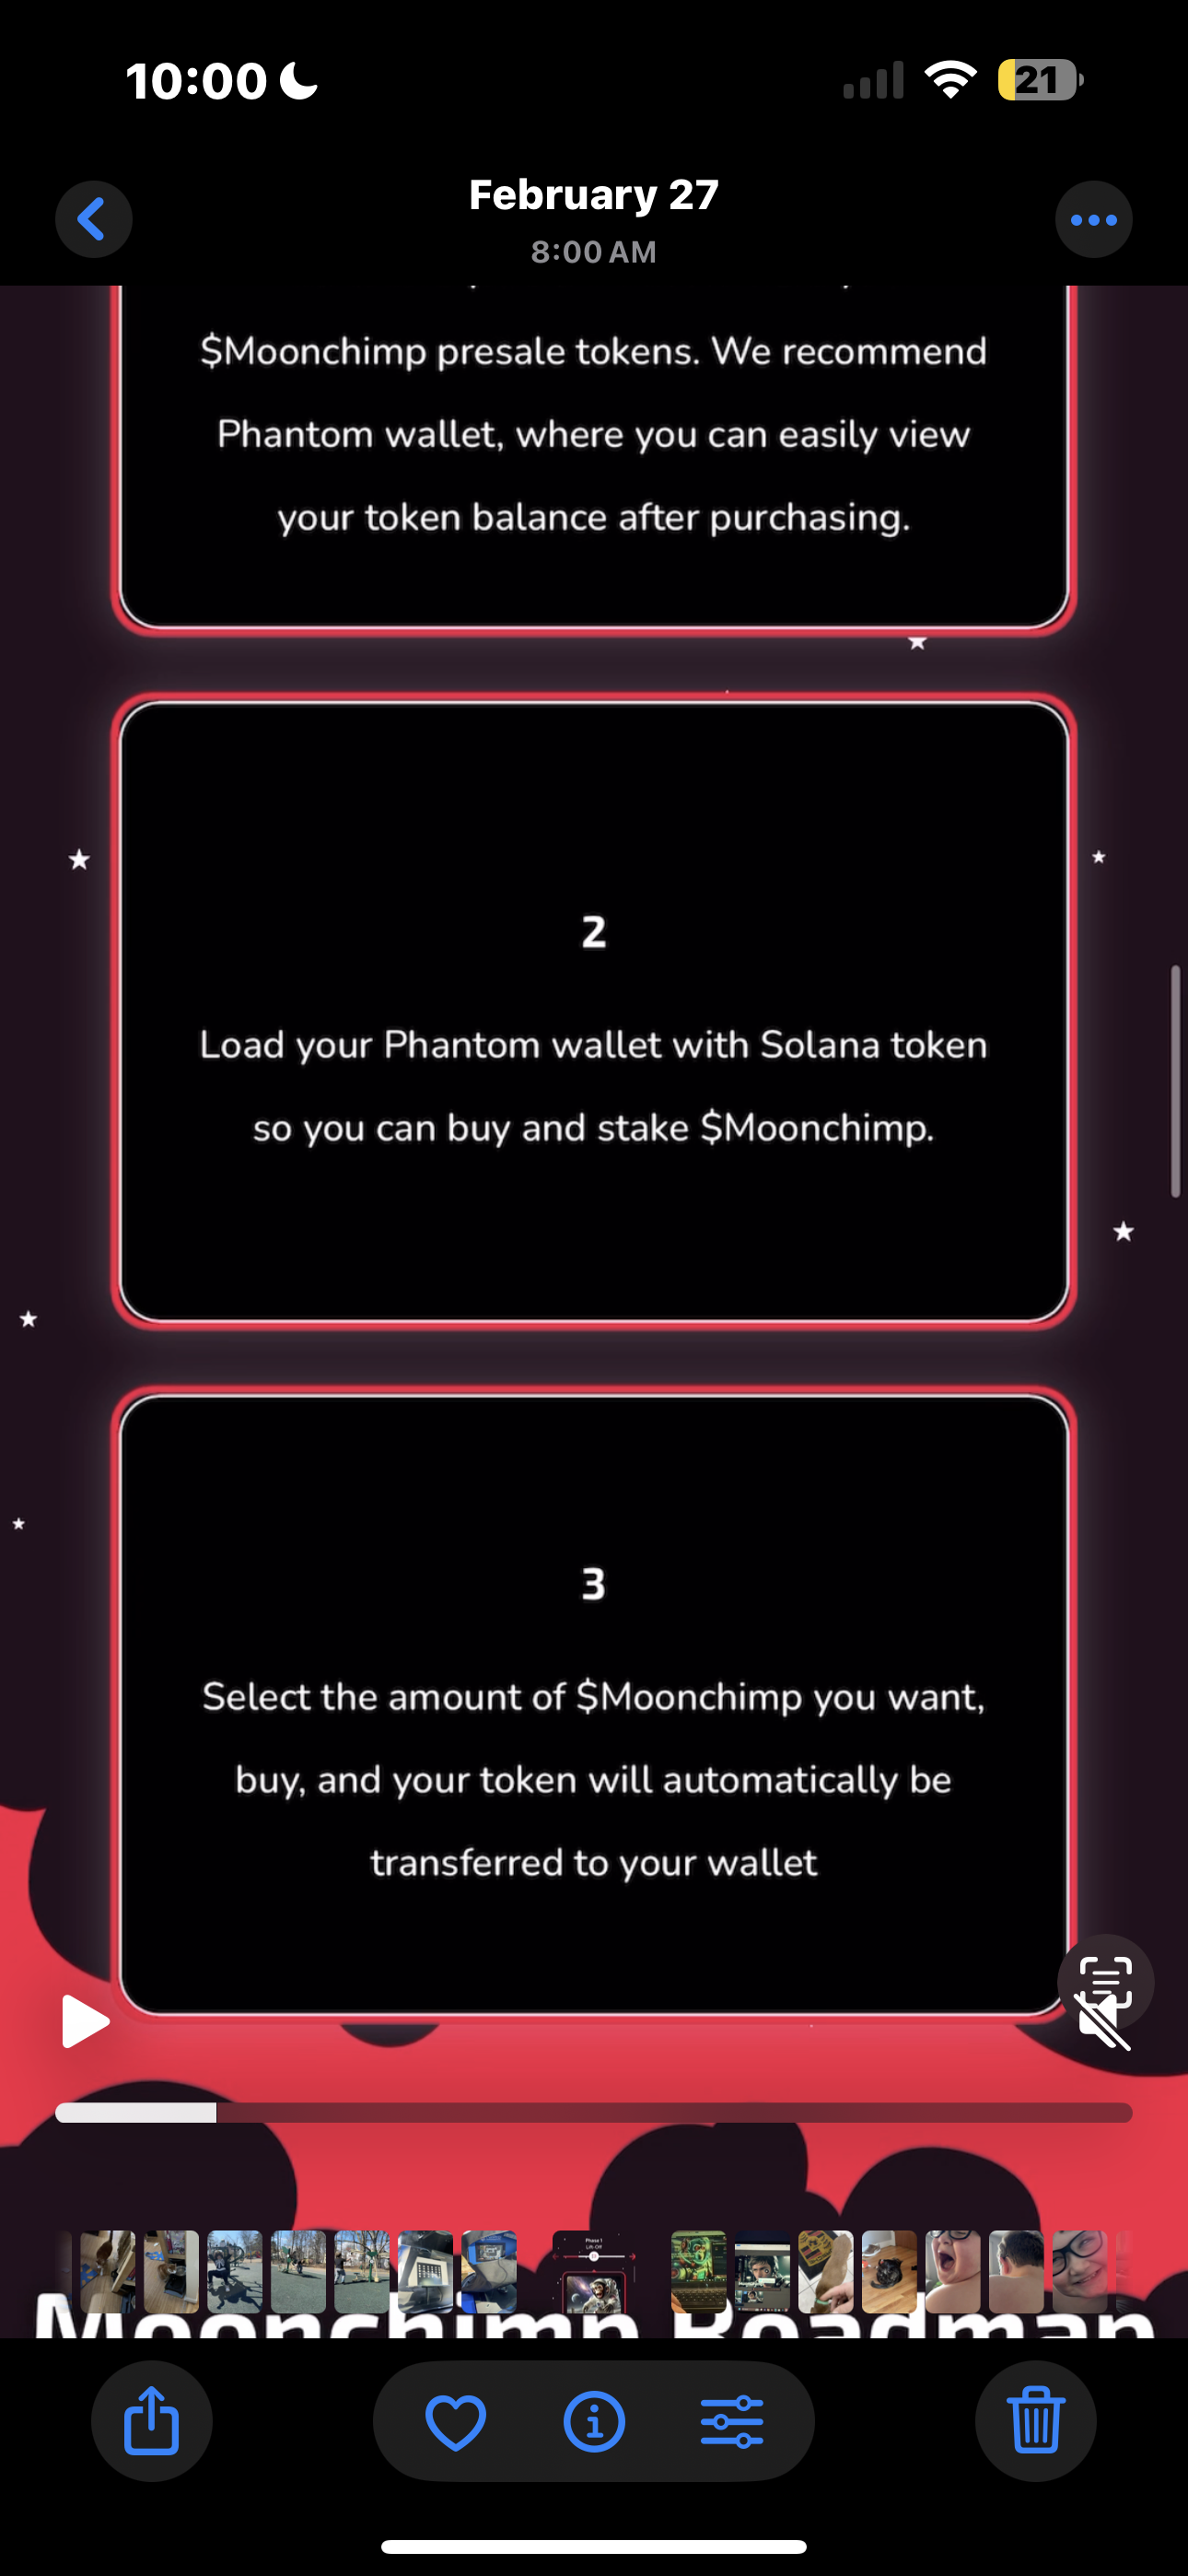 10:00
21
February 27
8:00 AM
$Moonchimp presale tokens. We recommend
Phantom wallet, where you can easily view
your token balance after purchasing.
2
Load your Phantom wallet with Solana token
so you can buy and stake $Moonchimp.
3
Select the amount of $Moonchimp you want,
buy, and your token will automatically be
transferred to your wallet
Moonchimp Roadmap